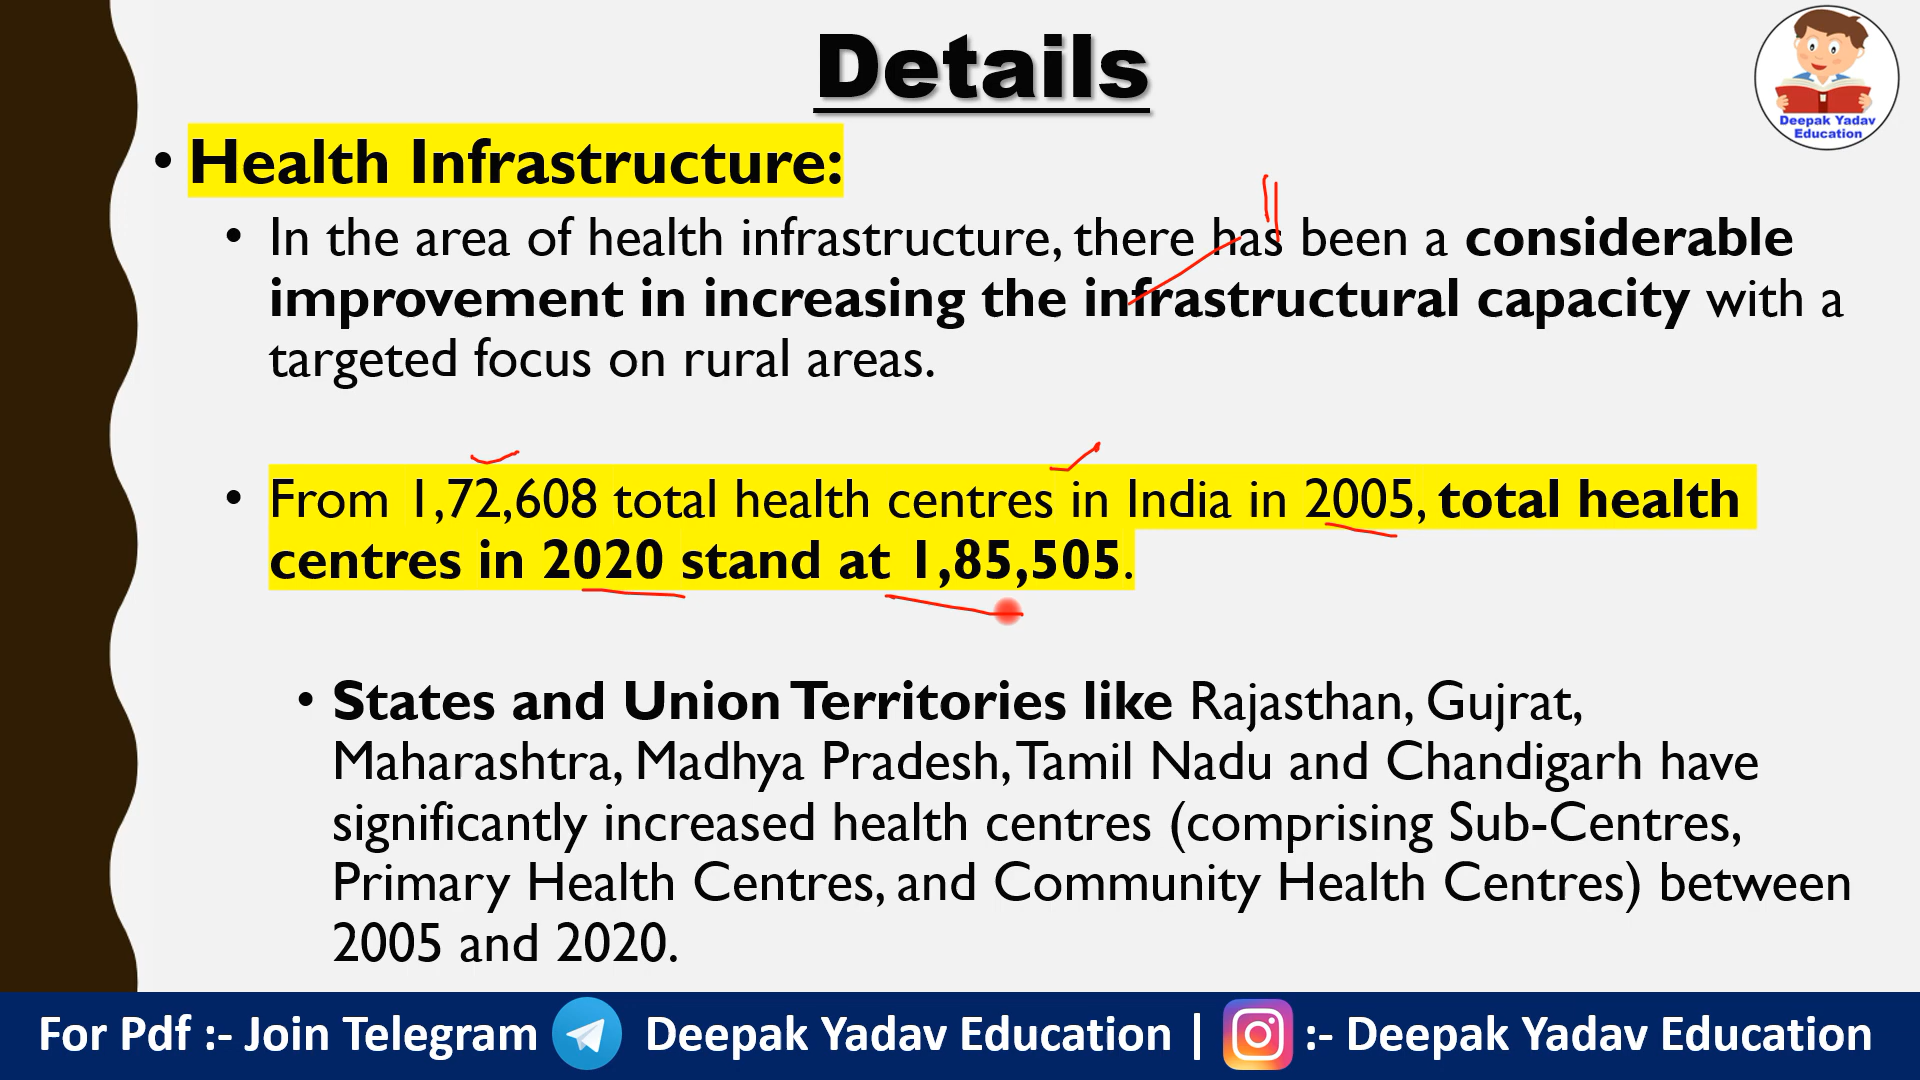 Details
Deepak Yadav
Education
• Health Infrastructure:
• In the area of health infrastructure, there has been a considerable
improvement in increasing the infrastructural capacity with a
targeted focus on rural areas.
• From 1,72,608 total health centres in India in 2005, total health
centres in 2020 stand at 1,85,505.
• States and Union Territories like Rajasthan, Gujrat,
Maharashtra, Madhya Pradesh, Tamil Nadu and Chandigarh have
significantly increased health centres (comprising Sub-Centres,
Primary Health Centres, and Community Health Centres) between
2005 and 2020.
For Pdf :- Join Telegram Deepak Yadav Education | :- Deepak Yadav Education